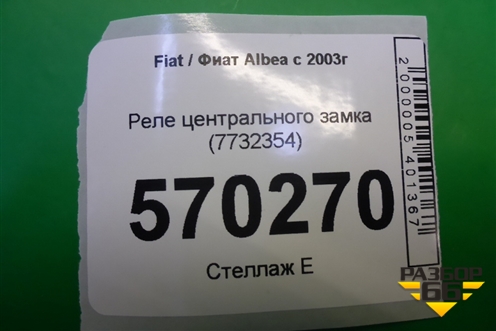 Fiat / Фиат Albea с 2003г
Реле центрального замка
(7732354)
570270
Стеллаж Е
2000005401367
РАЗБОР
66